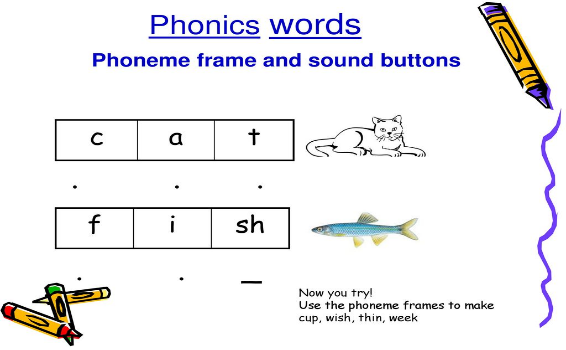 Phonics words
Phoneme frame and sound buttons
c a t
f i sh
Now you try!
Use the phoneme frames to make
cup, wish, thin, week